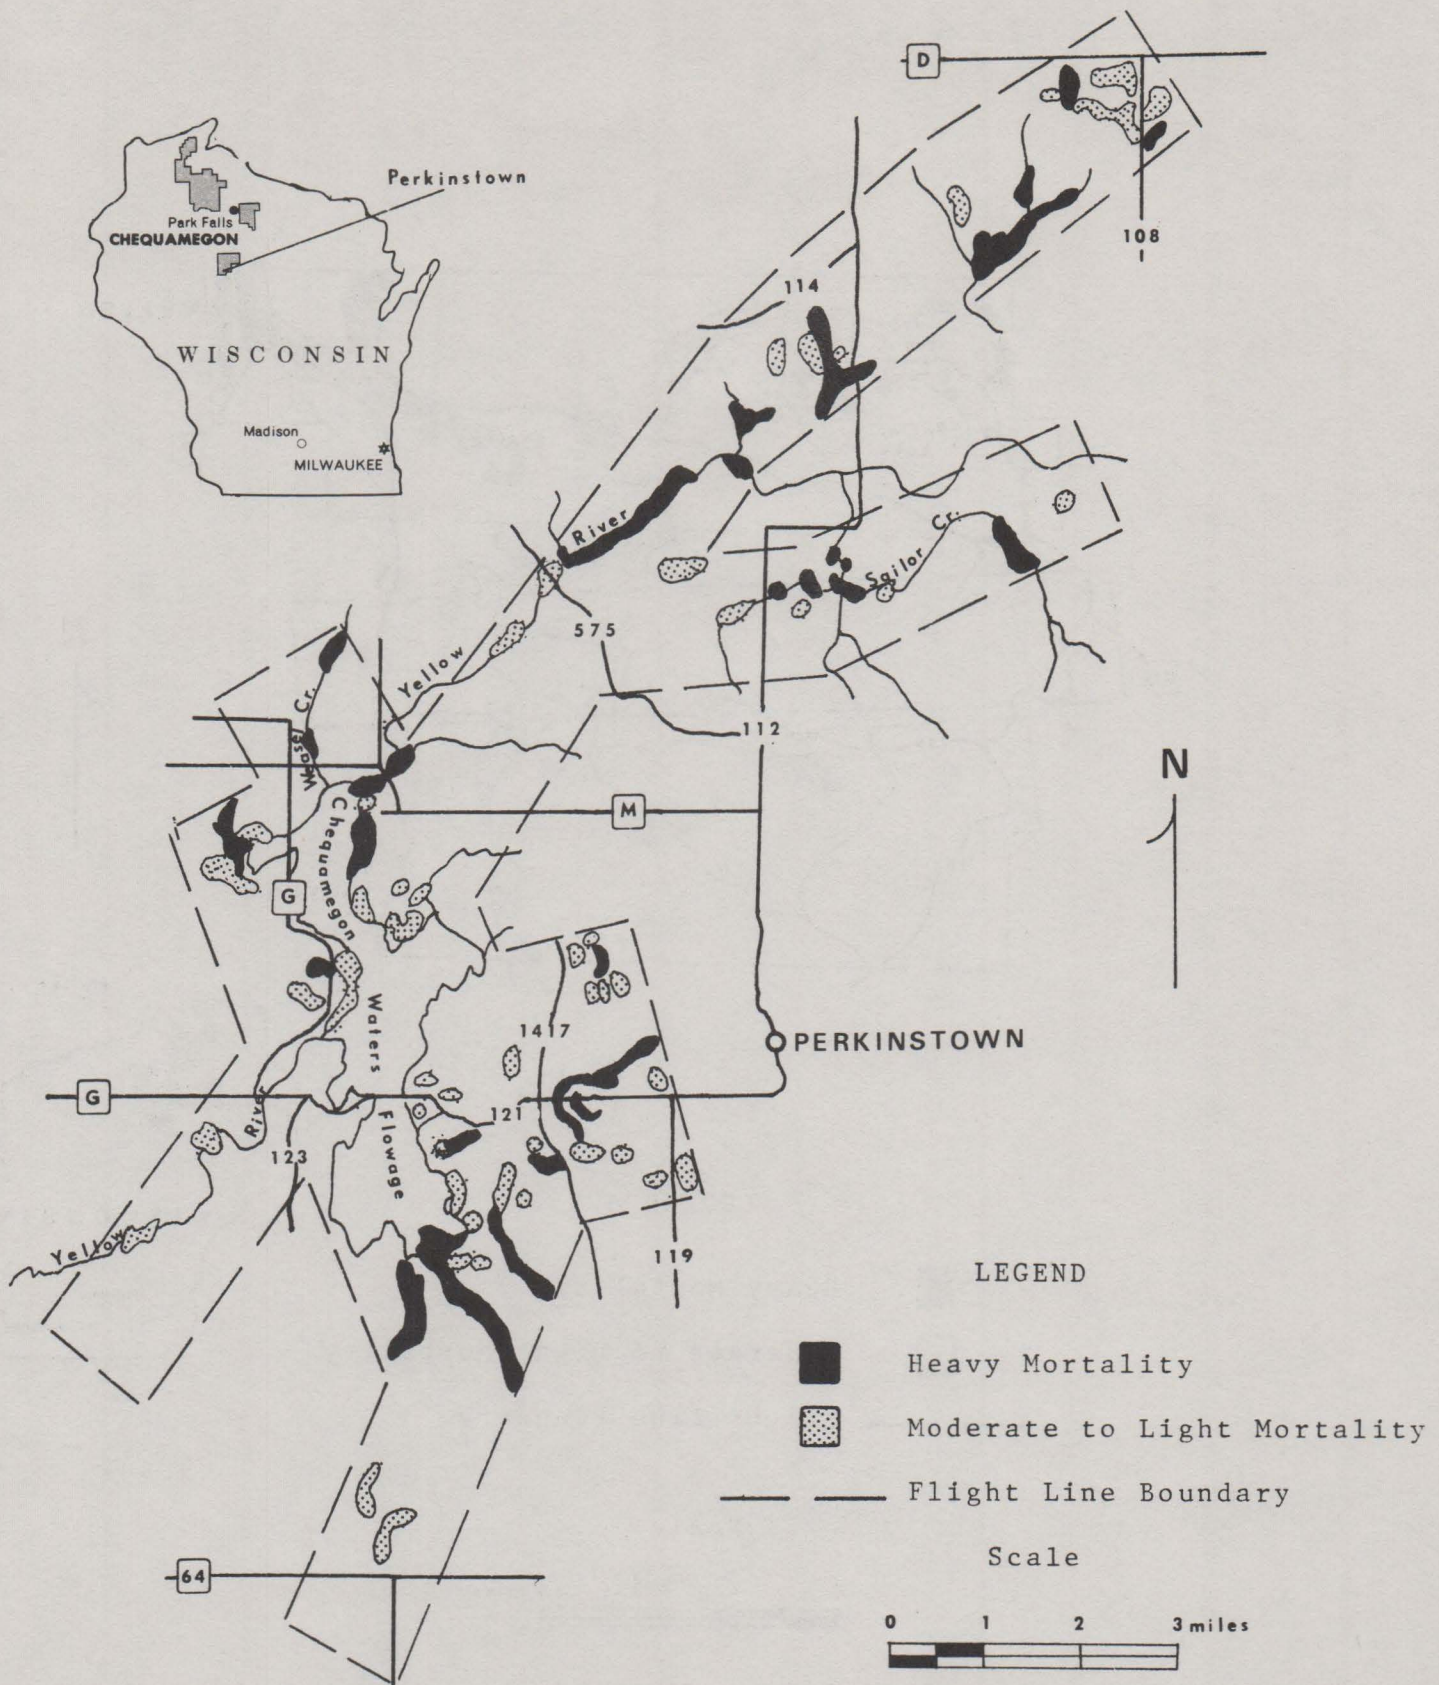 D
Perkinstown
Park Falls
CHEQUAMEGON
108
114
WISCONSIN
Madison
MILWAUKEE
River
Cr.
Sailor
575
Yellow
Cr.
Weasel
112
N
M
Chequamegon
G
Waters
1417
PERKINSTOWN
G
River
121
Flowage
123
Yellow
119
LEGEND
Heavy Mortality
Moderate to Light Mortality
Flight Line Boundary
Scale
64
0 1 2 3 miles